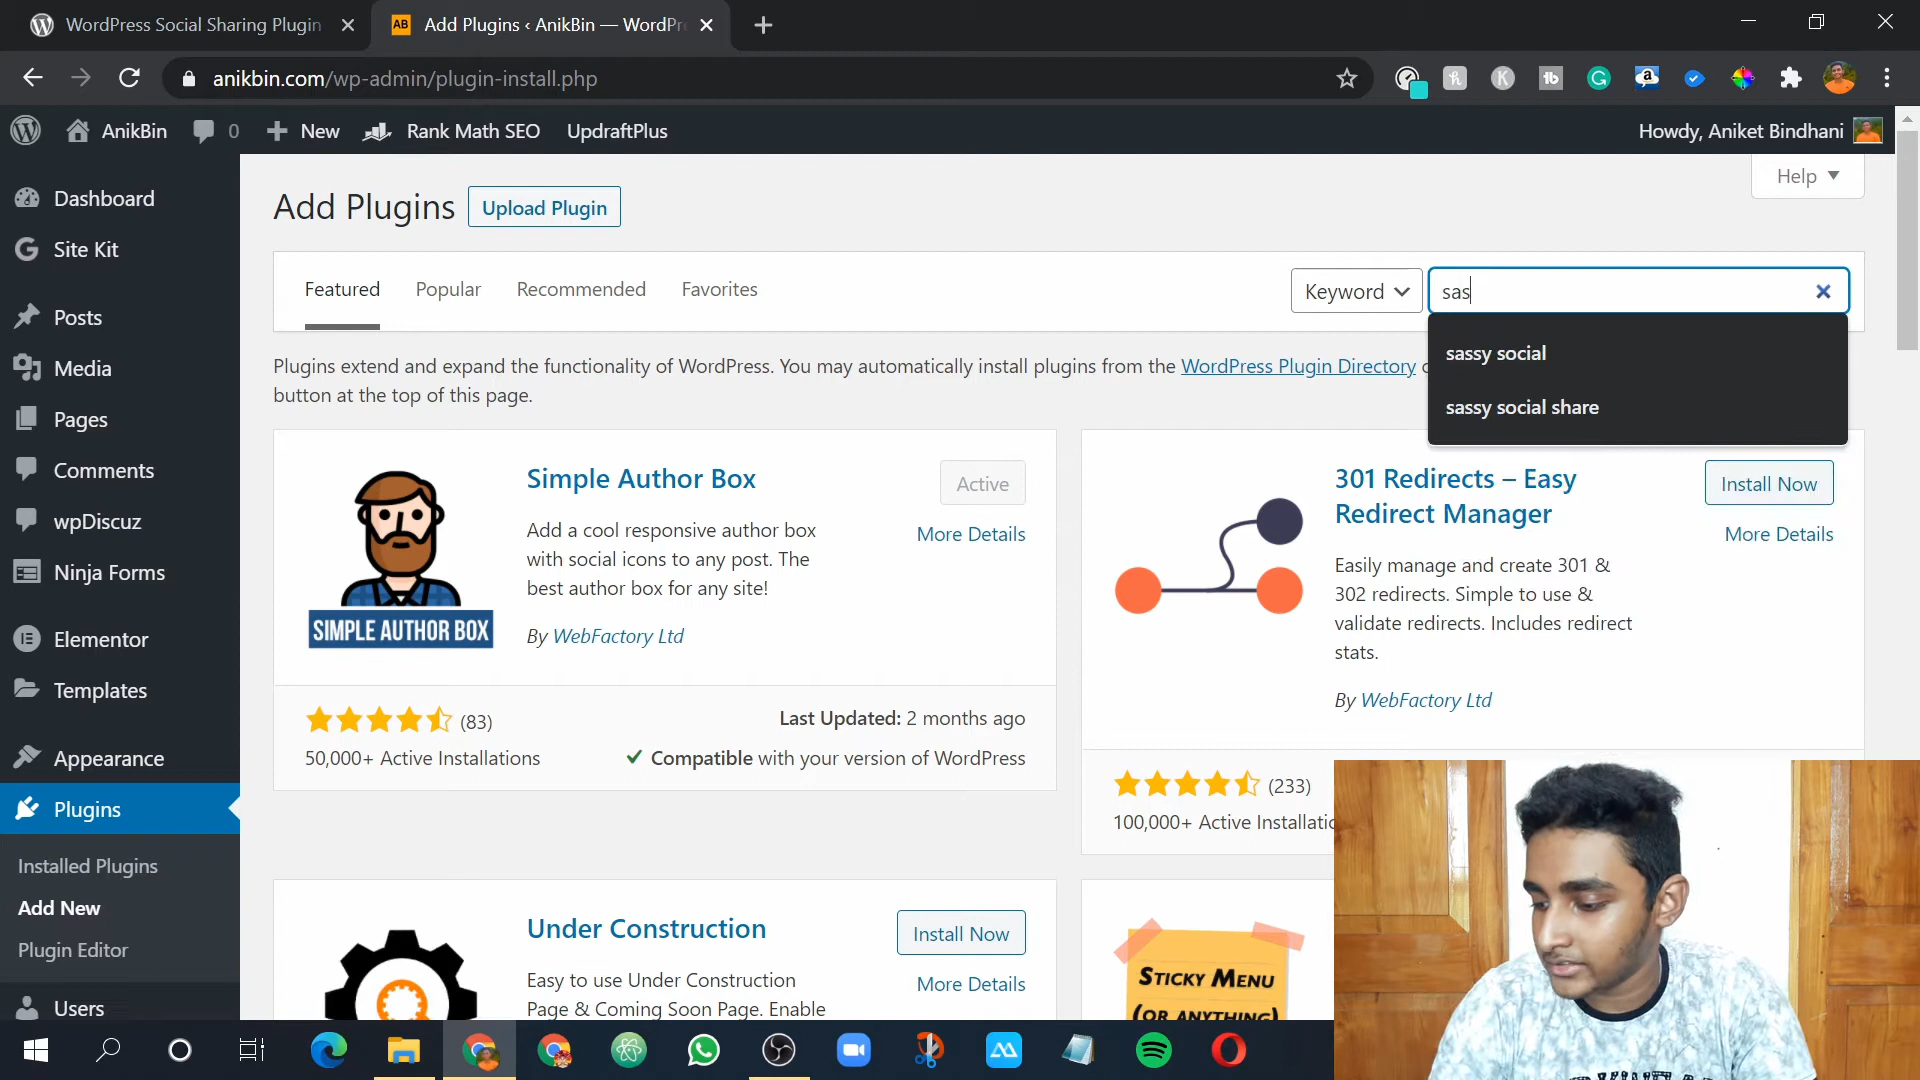 WordPress Social Sharing Plugin
AB Add Plugins ‹ AnikBin — WordPr
anikbin.com/wp-admin/plugin-install.php
AnikBin 0 New Rank Math SEO UpdraftPlus Howdy, Aniket Bindhani
Help
Dashboard
Site Kit
Posts
Media
Pages
Comments
wpDiscuz
Ninja Forms
Elementor
Templates
Appearance
Plugins
Installed Plugins
Add New
Plugin Editor
Users
Add Plugins Upload Plugin
Featured Popular Recommended Favorites Keyword sas
sassy social
sassy social share
Plugins extend and expand the functionality of WordPress. You may automatically install plugins from the WordPress Plugin Directory
button at the top of this page.
Simple Author Box
Active
More Details
Add a cool responsive author box
with social icons to any post. The
best author box for any site!
By WebFactory Ltd
SIMPLE AUTHOR BOX
(83) Last Updated: 2 months ago
50,000+ Active Installations Compatible with your version of WordPress
301 Redirects – Easy
Redirect Manager
Install Now
More Details
Easily manage and create 301 &
302 redirects. Simple to use &
validate redirects. Includes redirect
stats.
By WebFactory Ltd
(233)
100,000+ Active Installatio
Under Construction
Install Now
More Details
Easy to use Under Construction
Page & Coming Soon Page. Enable
STICKY MENU
(OR ANYTHING)